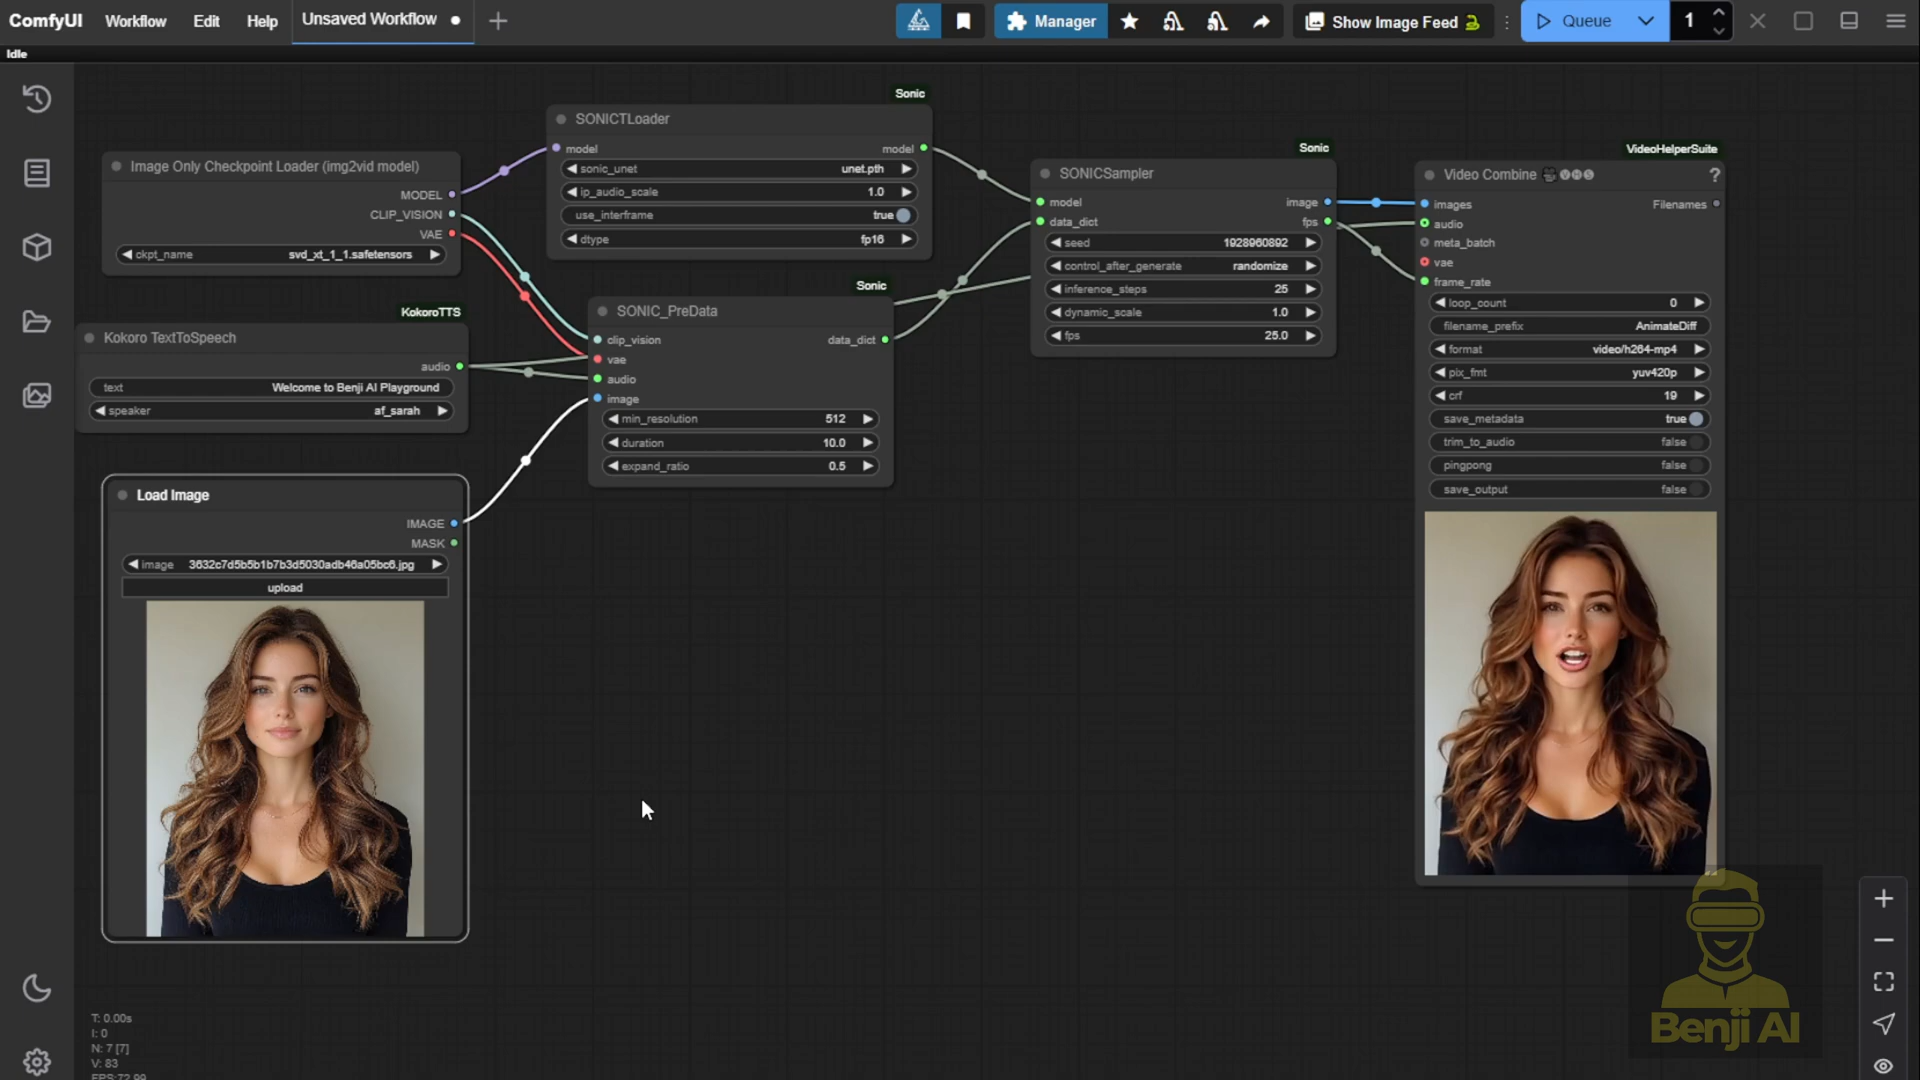 ComfyUI Workflow Edit Help Unsaved Workflow Manager Show Image Feed Queue 1
Idle
Sonic
SONICTLoader
model model
sonic_unet unet.pth
ip_audio_scale 1.0
use_interframe true
dtype fp16
Image Only Checkpoint Loader (img2vid model)
MODEL
CLIP_VISION
VAE
ckpt_name svd_xt_1_1.safetensors
KokoroTTS
Kokoro TextToSpeech
audio
text Welcome to Benji AI Playground
speaker af_sarah
Sonic
SONIC_PreData
clip_vision data_dict
vae
audio
image
min_resolution 512
duration 10.0
expand_ratio 0.5
Load Image
IMAGE
MASK
image 3632c7d5b5b1b7b3d5030adb46a05bc6.jpg
upload
Sonic
SONICSampler
model image
data_dict fps
seed 1928960892
control_after_generate randomize
inference_steps 25
dynamic_scale 1.0
fps 25.0
VideoHelperSuite
Video Combine VHS ?
images Filenames
audio
meta_batch
vae
frame_rate
loop_count 0
filename_prefix AnimateDiff
format video/h264-mp4
pix_fmt yuv420p
crf 19
save_metadata true
trim_to_audio false
pingpong false
save_output false
T: 0.00s
I: 0
N: 7 [7]
V: 83
FPS:72.99
Benji AI